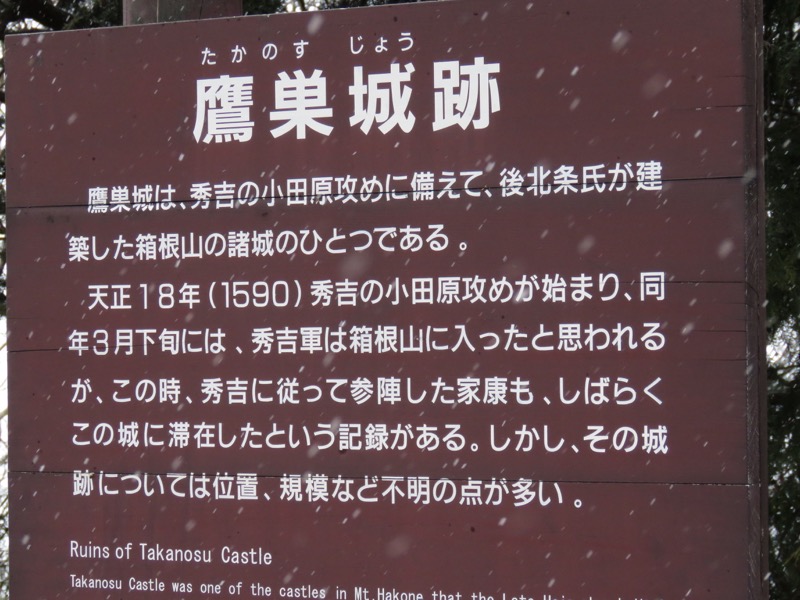 たかのす じょう
鷹巣城跡
鷹巣城は、秀吉の小田原攻めに備えて、後北条氏が建
築した箱根山の諸城のひとつである。
天正18年(1590)秀吉の小田原攻めが始まり、同
年3月下旬には、秀吉軍は箱根山に入ったと思われる
が、この時、秀吉に従って参陣した家康も、しばらく
この城に滞在したという記録がある。しかし、その城
跡については位置、規模など不明の点が多い。
Ruins of Takanosu Castle
Takanosu Castle was one of the castles in Mt.Hakone that the Late